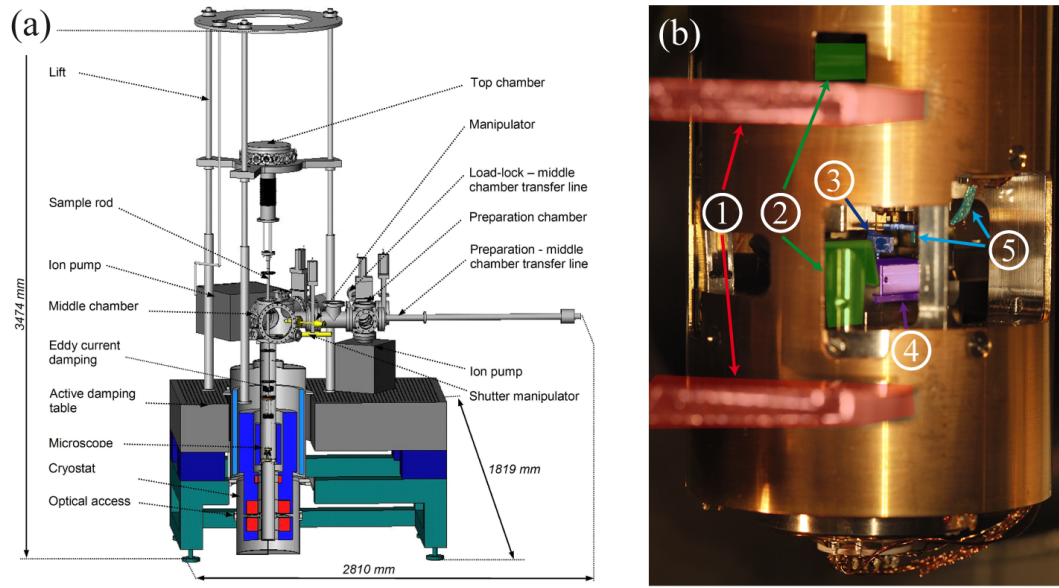 (a)
Lift
Top chamber
Manipulator
Load-lock – middle
chamber transfer line
Sample rod
Preparation chamber
Ion pump
Preparation - middle
chamber transfer line
Middle chamber
3474 mm
Eddy current
damping
Ion pump
Active damping
table
Shutter manipulator
Microscope
1819 mm
Cryostat
Optical access
2810 mm
(b)
1
2
3
4
5